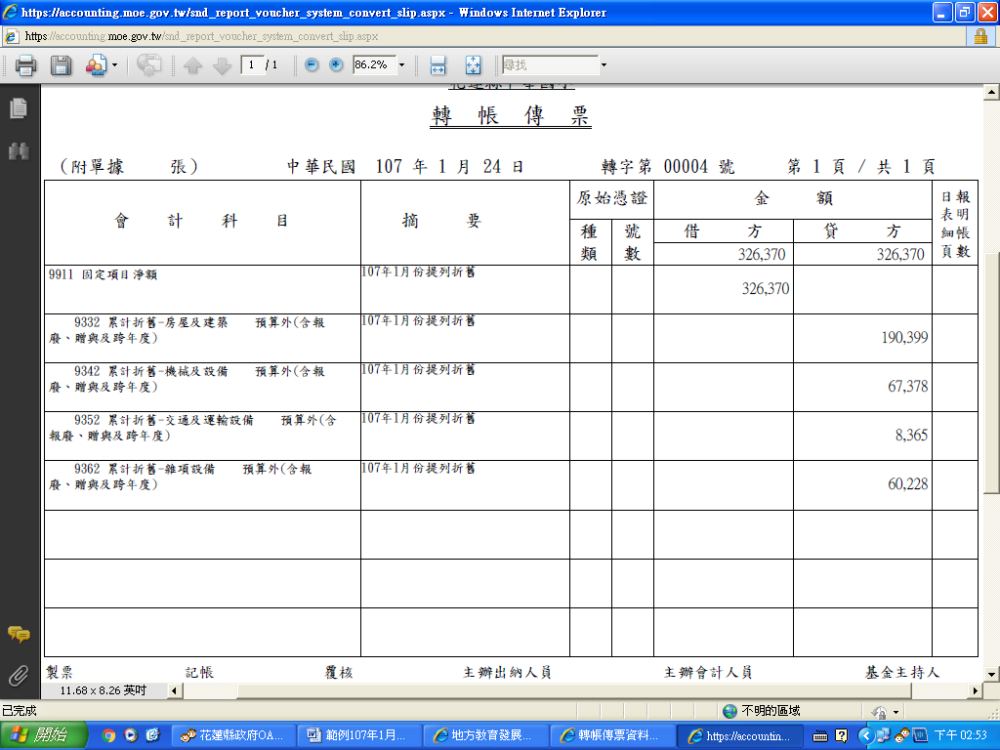 https://accounting.moe.gov.tw/snd_report_voucher_system_convert_slip.aspx - Windows Internet Explorer
https://accounting.moe.gov.tw/snd_report_voucher_system_convert_slip.aspx
1 / 1 86.2% 尋找
轉 帳 傳 票
(附單據 張) 中華民國 107 年 1 月 24 日 轉字第 00004 號 第 1 頁 / 共 1 頁
會 計 科 目 摘 要 原始憑證 金 額 日報表明細帳頁數
種類 號數 借 方 貸 方
326,370 326,370
9911 固定項目淨額 107年1月份提列折舊 326,370
9332 累計折舊-房屋及建築 預算外(含報 107年1月份提列折舊
廢、贈與及跨年度) 190,399
9342 累計折舊-機械及設備 預算外(含報 107年1月份提列折舊
廢、贈與及跨年度) 67,378
9352 累計折舊-交通及運輸設備 預算外(含 107年1月份提列折舊
報廢、贈與及跨年度) 8,365
9362 累計折舊-雜項設備 預算外(含報 107年1月份提列折舊
廢、贈與及跨年度) 60,228
製票 記帳 覆核 主辦出納人員 主辦會計人員 基金主持人
11.68 x 8.26 英吋
已完成 不明的區域
開始 花蓮縣政府OA... 範例107年1月... 地方教育發展... 轉帳傳票資料... https://accountin... 下午 02:53